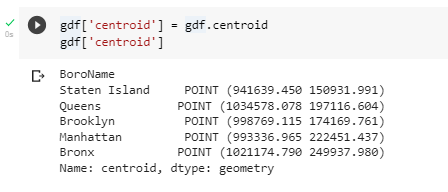 gdf['centroid'] = gdf.centroid
gdf['centroid']
0s
BoroName
Staten Island POINT (941639.450 150931.991)
Queens POINT (1034578.078 197116.604)
Brooklyn POINT (998769.115 174169.761)
Manhattan POINT (993336.965 222451.437)
Bronx POINT (1021174.790 249937.980)
Name: centroid, dtype: geometry